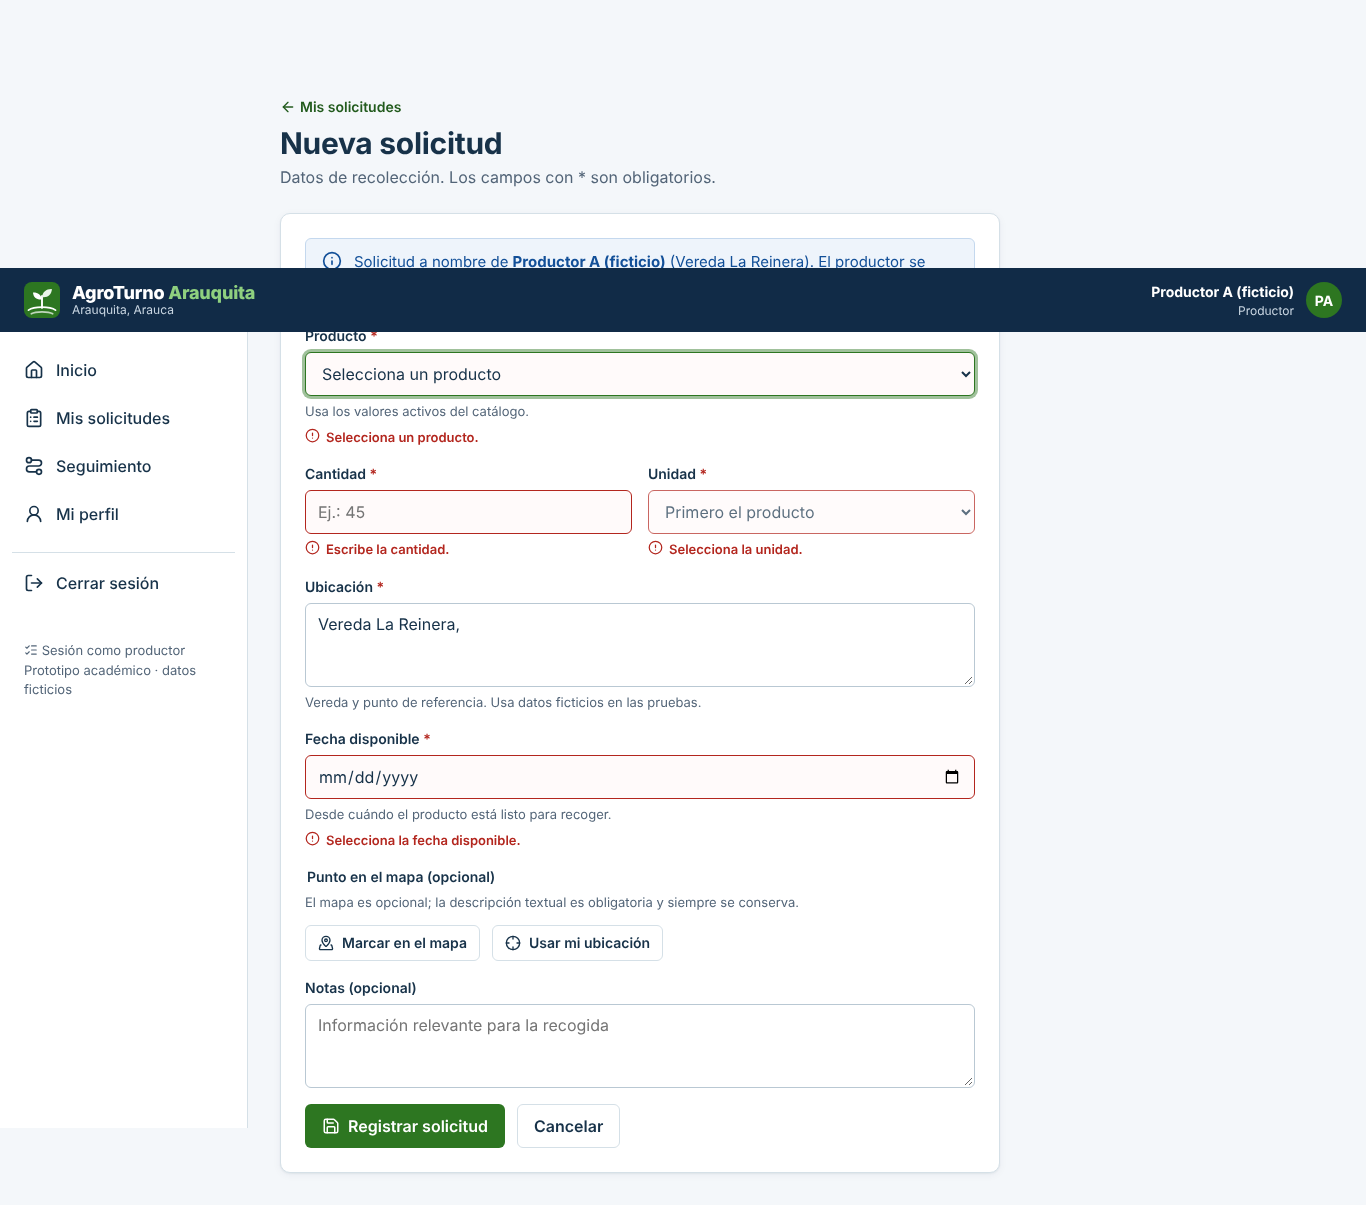 Mis solicitudes
Nueva solicitud
Datos de recolección. Los campos con * son obligatorios.
Solicitud a nombre de Productor A (ficticio) (Vereda La Reinera). El productor se
AgroTurno Arauquita
Arauquita, Arauca
Productor A (ficticio)
Productor
PA
Inicio
Mis solicitudes
Seguimiento
Mi perfil
Cerrar sesión
Sesión como productor
Prototipo académico · datos
ficticios
Producto *
Selecciona un producto
Usa los valores activos del catálogo.
Selecciona un producto.
Cantidad *
Ej.: 45
Escribe la cantidad.
Unidad *
Primero el producto
Selecciona la unidad.
Ubicación *
Vereda La Reinera,
Vereda y punto de referencia. Usa datos ficticios en las pruebas.
Fecha disponible *
mm/dd/yyyy
Desde cuándo el producto está listo para recoger.
Selecciona la fecha disponible.
Punto en el mapa (opcional)
El mapa es opcional; la descripción textual es obligatoria y siempre se conserva.
Marcar en el mapa
Usar mi ubicación
Notas (opcional)
Información relevante para la recogida
Registrar solicitud
Cancelar